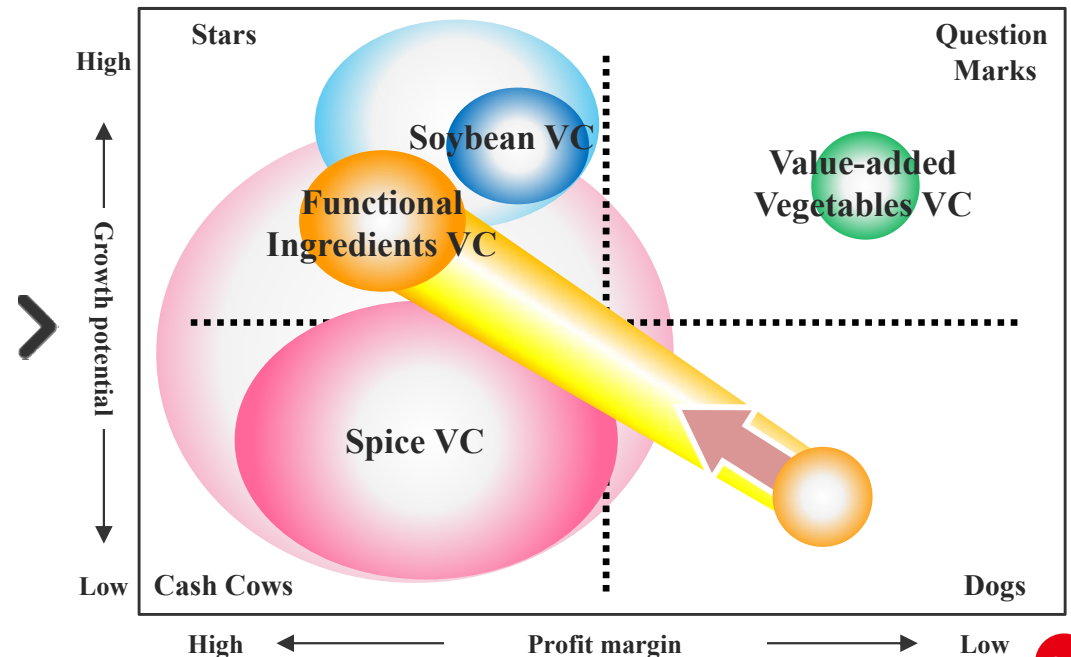 Stars
Question
Marks
High
Soybean VC
Value-added
Vegetables VC
Functional
Ingredients VC
Growth potential
Spice VC
Low
Cash Cows
Dogs
High
Profit margin
Low